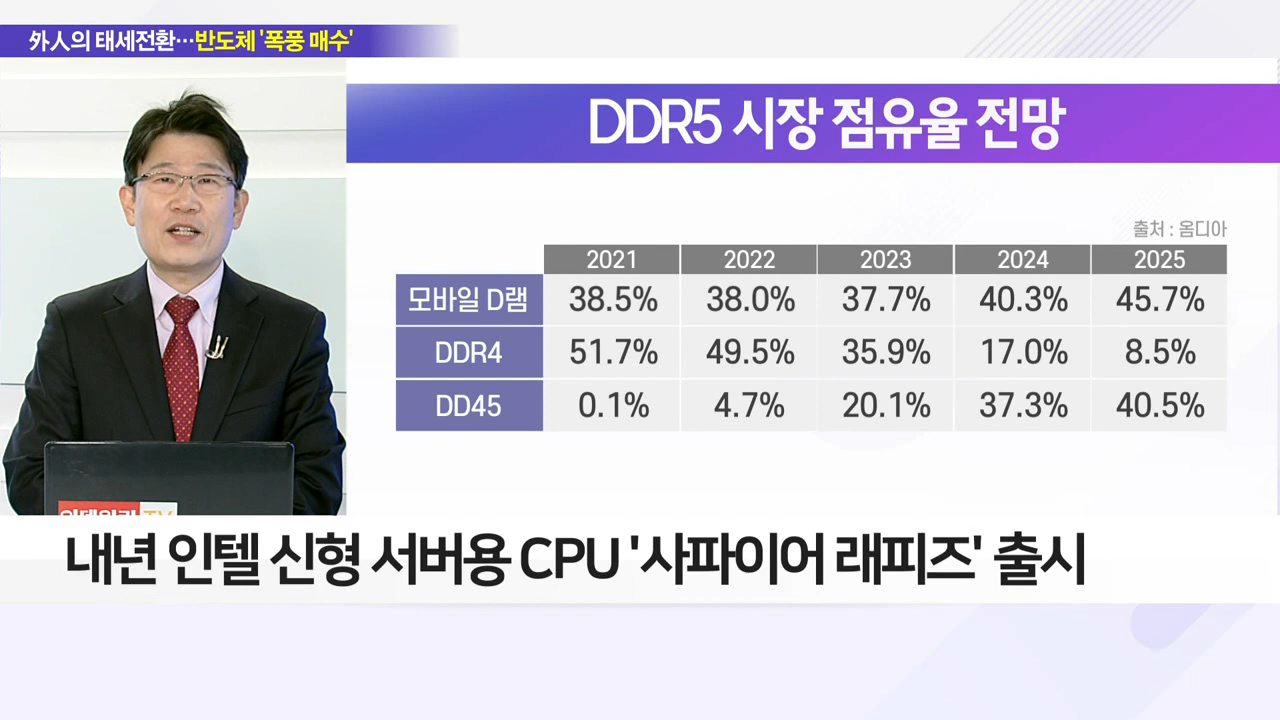 外人의 태세전환…반도체 '폭풍 매수'
DDR5 시장 점유율 전망
출처 : 옴디아
2021 2022 2023 2024 2025
모바일 D램 38.5% 38.0% 37.7% 40.3% 45.7%
DDR4 51.7% 49.5% 35.9% 17.0% 8.5%
DD45 0.1% 4.7% 20.1% 37.3% 40.5%
내년 인텔 신형 서버용 CPU '사파이어 래피즈' 출시